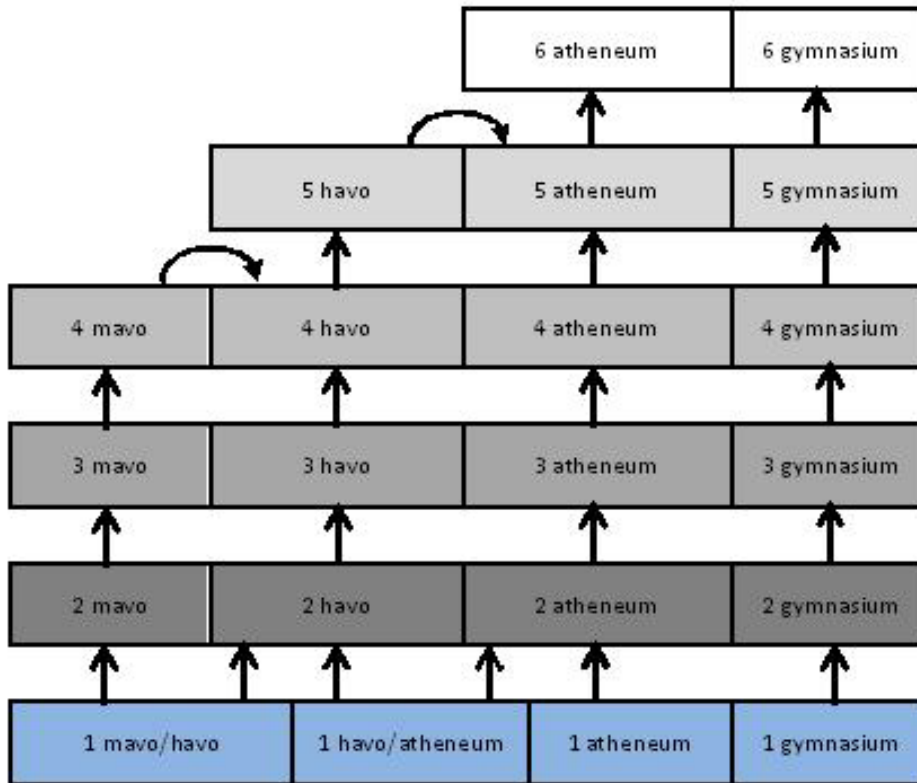 6 atheneum
6 gymnasium
5 havo
5 atheneum
5 gymnasium
4 mavo
4 havo
4 atheneum
4 gymnasium
3 mavo
3 havo
3 atheneum
3 gymnasium
2 mavo
2 havo
2 atheneum
2 gymnasium
1 mavo/havo
1 havo/atheneum
1 atheneum
1 gymnasium